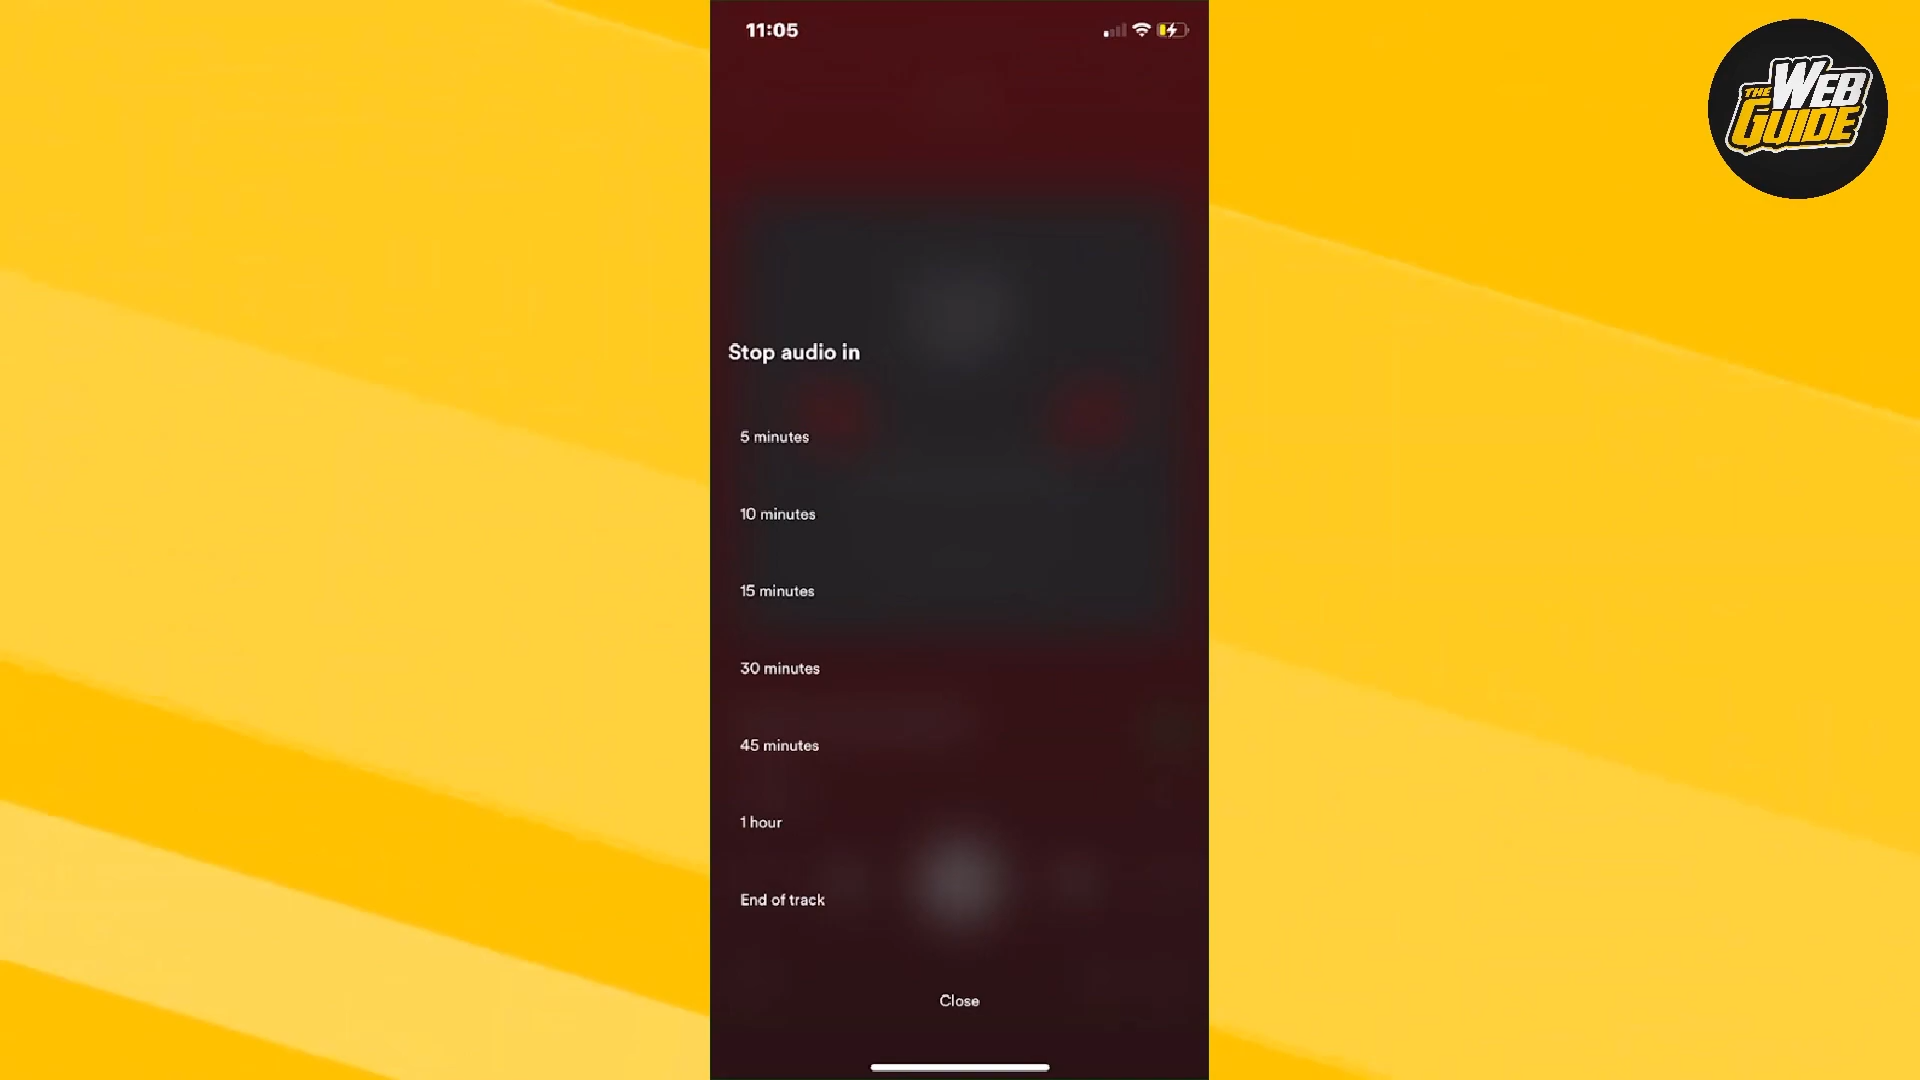 11:05
THE WEB
GUIDE
Stop audio in
5 minutes
10 minutes
15 minutes
30 minutes
45 minutes
1 hour
End of track
Close